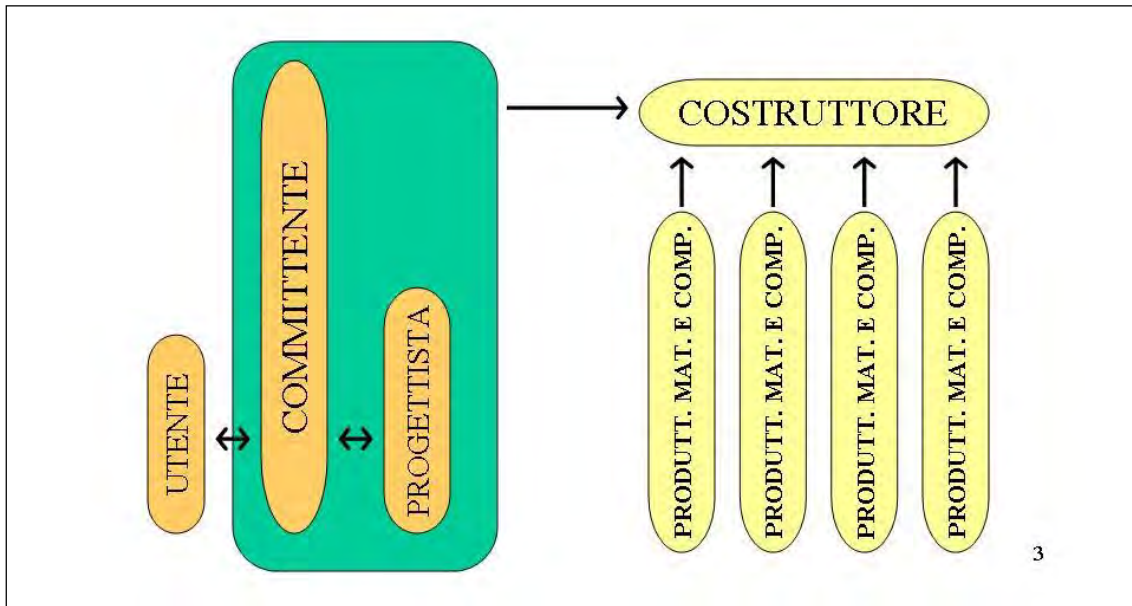 UTENTE
COMMITTENTE
PROGETTISTA
COSTRUTTORE
PRODUTT. MAT. E COMP.
PRODUTT. MAT. E COMP.
PRODUTT. MAT. E COMP.
PRODUTT. MAT. E COMP.
3